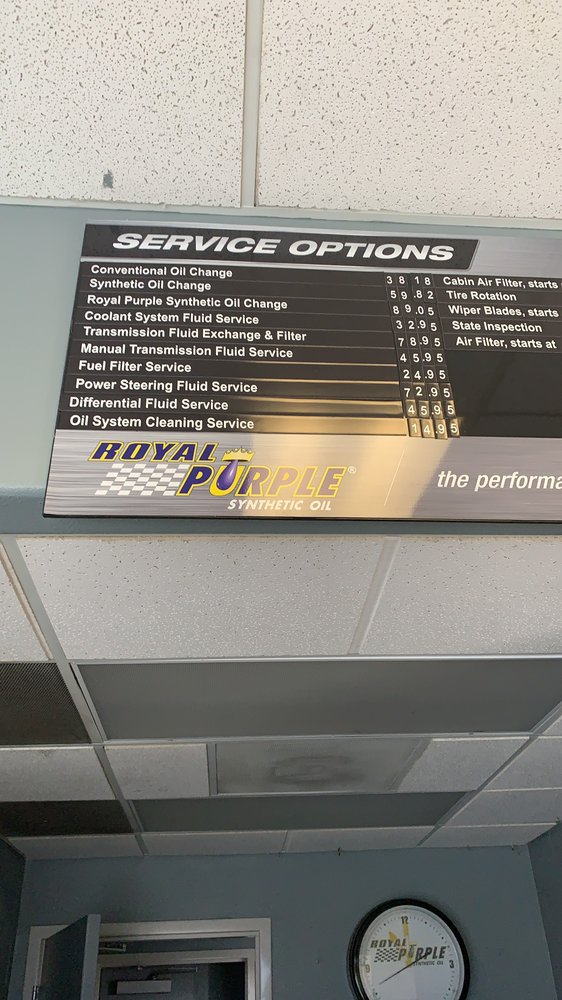 SERVICE OPTIONS
Conventional Oil Change 38 18 Cabin Air Filter, starts
Synthetic Oil Change 59.82 Tire Rotation
Royal Purple Synthetic Oil Change 89.05 Wiper Blades, starts
Coolant System Fluid Service 32.95 State Inspection
Transmission Fluid Exchange & Filter 78.95 Air Filter, starts at
Manual Transmission Fluid Service 45.95
Fuel Filter Service 24.95
Power Steering Fluid Service 72.95
Differential Fluid Service 45.95
Oil System Cleaning Service 14.95
ROYAL PURPLE®
SYNTHETIC OIL
the performa
12
ROYAL PURPLE
SYNTHETIC OIL
9 3